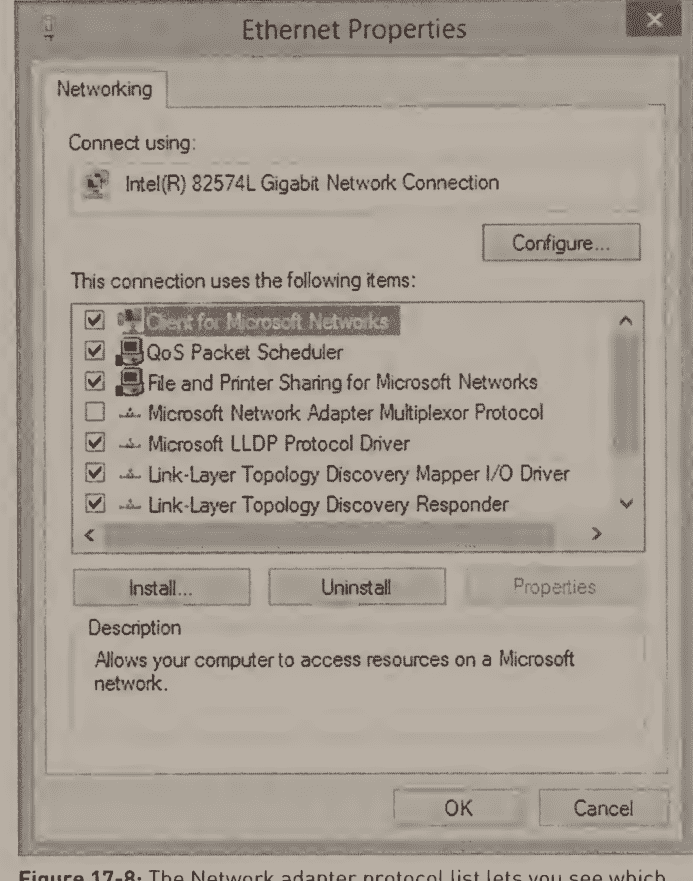 Ethernet Properties
Networking
Connect using:
Intel(R) 82574L Gigabit Network Connection
Configure...
This connection uses the following items:
Client for Microsoft Networks
QoS Packet Scheduler
File and Printer Sharing for Microsoft Networks
Microsoft Network Adapter Multiplexor Protocol
Microsoft LLDP Protocol Driver
Link-Layer Topology Discovery Mapper I/O Driver
Link-Layer Topology Discovery Responder
Install...
Uninstall
Properties
Description
Allows your computer to access resources on a Microsoft
network.
OK
Cancel
Figure 17-8: The Network adapter protocol list lets you see which